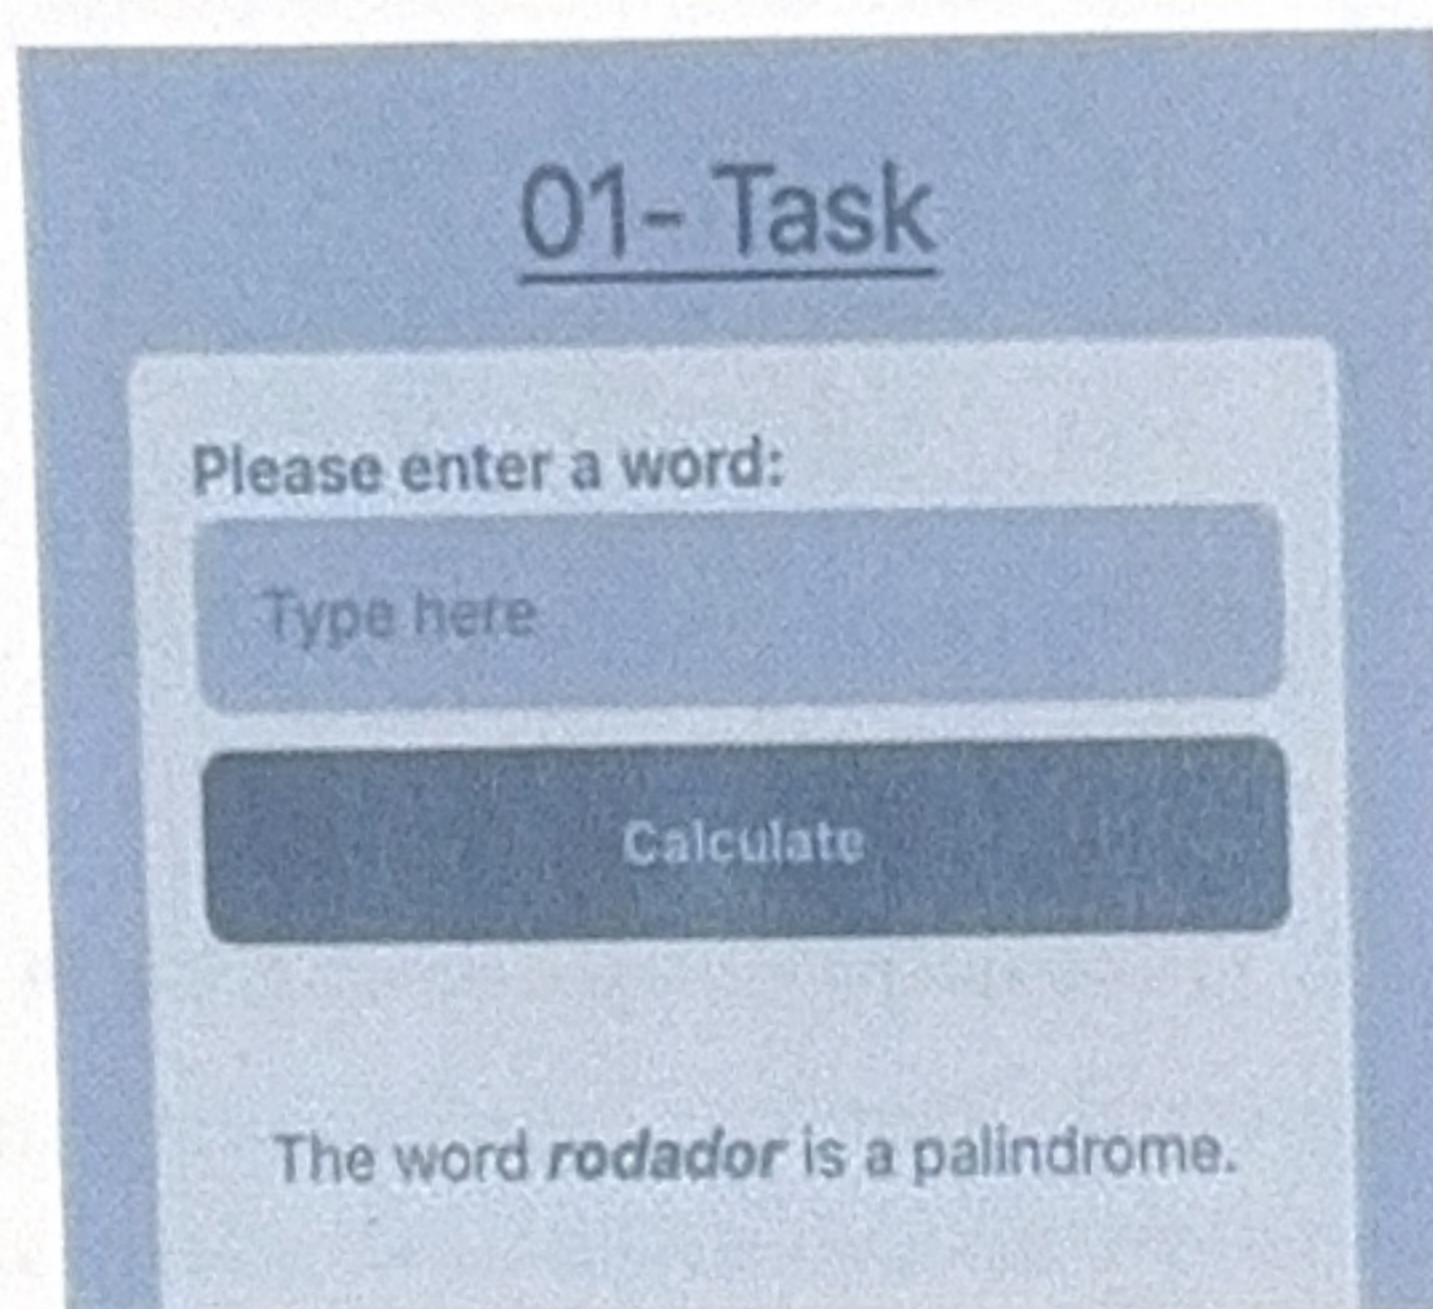 01- Task
Please enter a word:
Type here
Calculate
The word rodador is a palindrome.